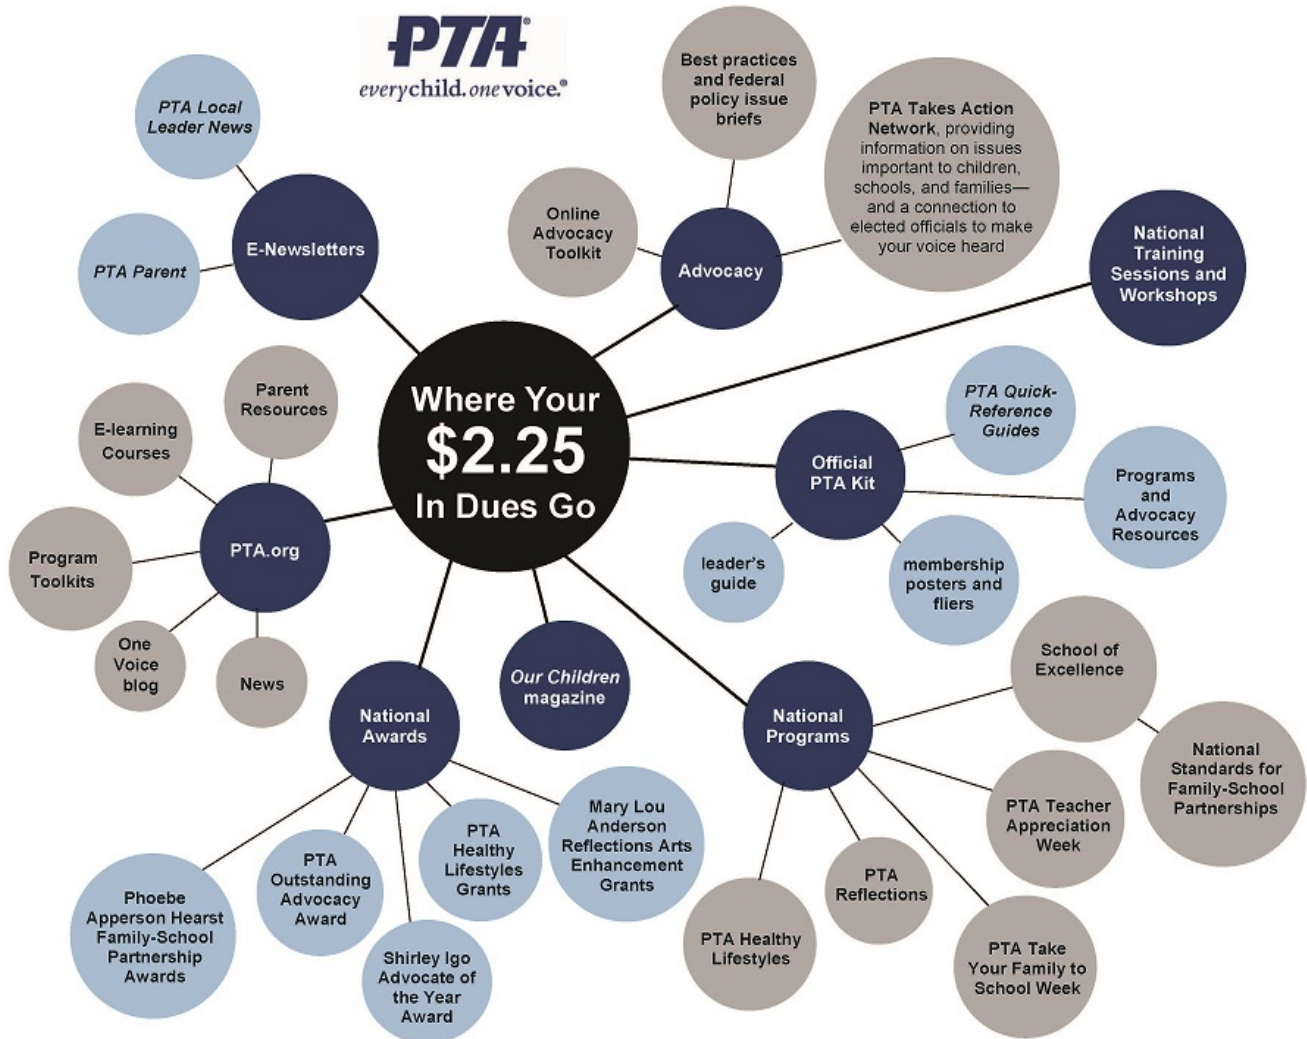 PTA®
everychild. onevoice.®
PTA Local
Leader News
PTA Parent
E-Newsletters
Best practices
and federal
policy issue
briefs
Online
Advocacy
Toolkit
Advocacy
PTA Takes Action
Network, providing
information on issues
important to children,
schools, and families—
and a connection to
elected officials to make
your voice heard
National
Training
Sessions and
Workshops
Where Your
$2.25
In Dues Go
Parent
Resources
E-learning
Courses
Program
Toolkits
PTA.org
One
Voice
blog
News
Official
PTA Kit
PTA Quick-
Reference
Guides
Programs
and
Advocacy
Resources
leader's
guide
membership
posters and
fliers
Our Children
magazine
National
Awards
Phoebe
Apperson Hearst
Family-School
Partnership
Awards
PTA
Outstanding
Advocacy
Award
Shirley Igo
Advocate of
the Year
Award
PTA
Healthy
Lifestyles
Grants
Mary Lou
Anderson
Reflections Arts
Enhancement
Grants
National
Programs
School of
Excellence
National
Standards for
Family-School
Partnerships
PTA Teacher
Appreciation
Week
PTA Take
Your Family to
School Week
PTA
Reflections
PTA Healthy
Lifestyles